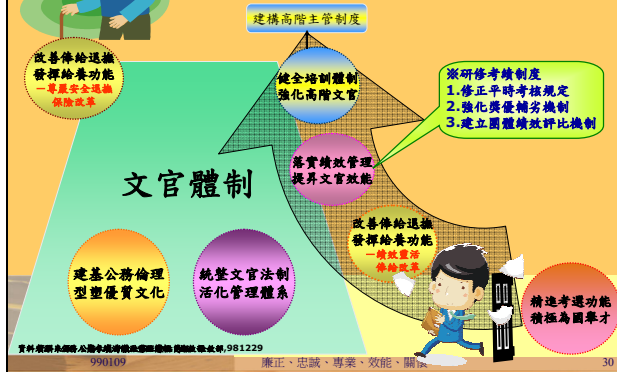 建構高階主管制度
改善俸給退撫
發揮給養功能
－尊嚴安全退撫
保險改革
健全培訓體制
強化高階文官
※研修考績制度
1.修正平時考核規定
2.強化獎優輔劣機制
3.建立團體績效評比機制
落實績效管理
提昇文官效能
文官體制
改善俸給退撫
發揮給養功能
－績效靈活
俸給改革
建基公務倫理
型塑優質文化
統整文官法制
活化管理體系
精進考選功能
積極為國舉才
,981229
990109
廉正、忠誠、專業、效能、關懷
30